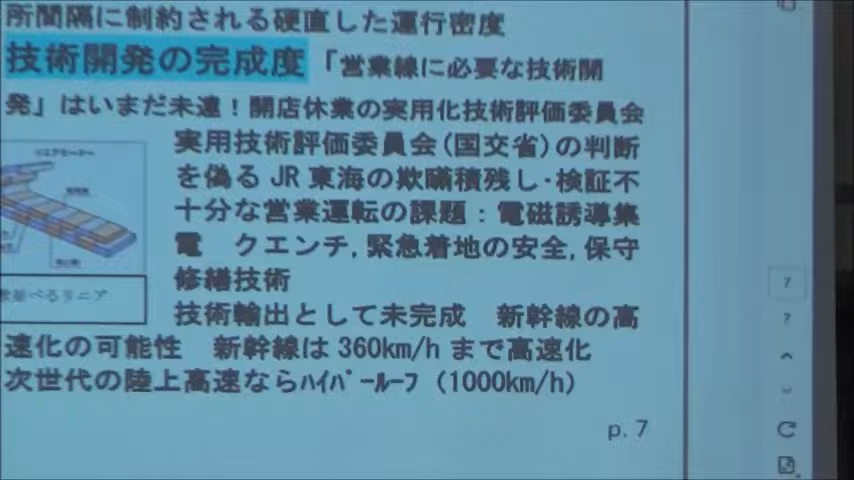 所間隔に制約される硬直した運行密度
技術開発の完成度 「営業線に必要な技術開
発」はいまだ未達！開店休業の実用化技術評価委員会
実用技術評価委員会(国交省)の判断
を偽る JR 東海の欺瞞積残し･検証不
十分な営業運転の課題：電磁誘導集
電　クエンチ,緊急着地の安全,保守
修繕技術
べるリニア
技術輸出として未完成　新幹線の高
速化の可能性　新幹線は 360km/h まで高速化
次世代の陸上高速ならﾊｲﾊﾟｰﾙｰﾌ（1000km/h）
p. 7
7
?